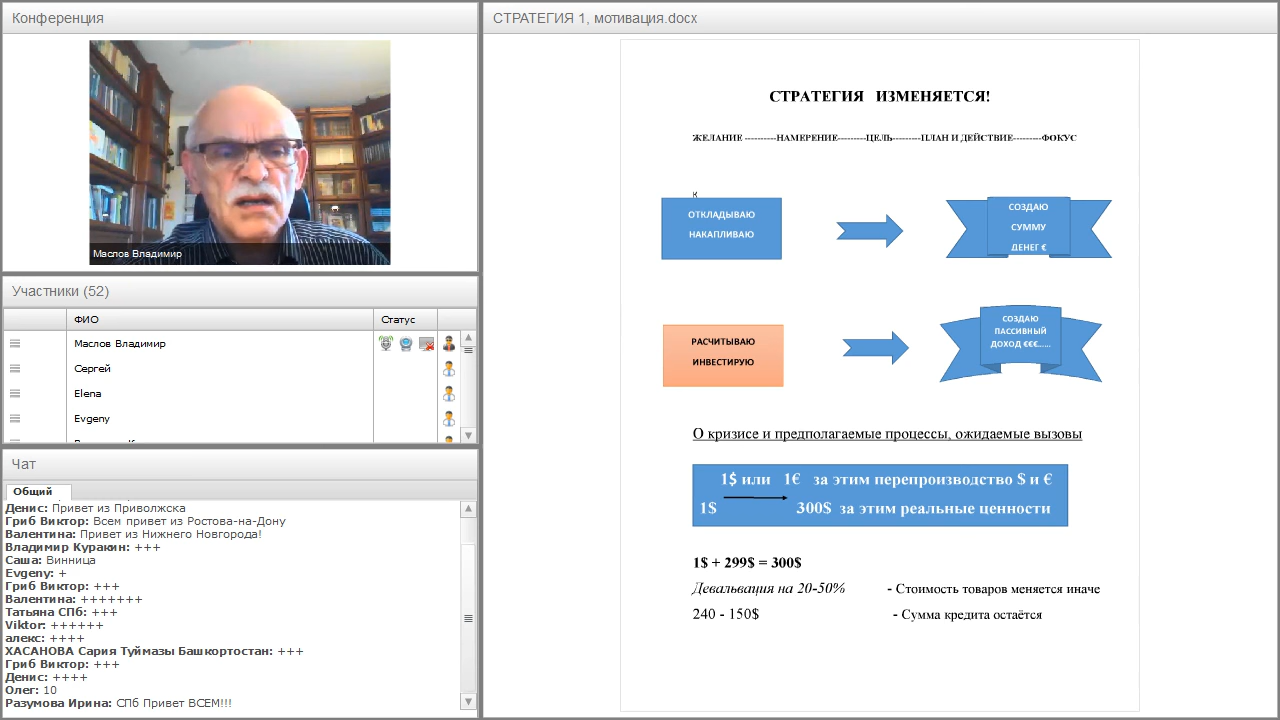 Конференция
Маслов Владимир
Участники (52)
ФИО
Статус
Маслов Владимир
Сергей
Elena
Evgeny
Чат
Общий
Денис: Привет из Приволжска
Гриб Виктор: Всем привет из Ростова-на-Дону
Валентина: Привет из Нижнего Новгорода!
Владимир Куракин: +++
Саша: Винница
Evgeny: +
Гриб Виктор: +++
Валентина: +++++++
Татьяна СПб: +++
Viktor: ++++++
алекс: ++++
ХАСАНОВА Сария Туймазы Башкортостан: +++
Гриб Виктор: +++
Денис: ++++
Олег: 10
Разумова Ирина: СПб Привет ВСЕМ!!!
СТРАТЕГИЯ 1, мотивация.docx
СТРАТЕГИЯ ИЗМЕНЯЕТСЯ!
ЖЕЛАНИЕ ----------НАМЕРЕНИЕ---------ЦЕЛЬ---------ПЛАН И ДЕЙСТВИЕ---------ФОКУС
К
ОТКЛАДЫВАЮ
НАКАПЛИВАЮ
СОЗДАЮ
СУММУ
ДЕНЕГ €
РАСЧИТЫВАЮ
ИНВЕСТИРУЮ
СОЗДАЮ
ПАССИВНЫЙ
ДОХОД €€€......
О кризисе и предполагаемые процессы, ожидаемые вызовы
1$ или 1€ за этим перепроизводство $ и €
1$ 300$ за этим реальные ценности
1$ + 299$ = 300$
Девальвация на 20-50% - Стоимость товаров меняется иначе
240 - 150$ - Сумма кредита остаётся